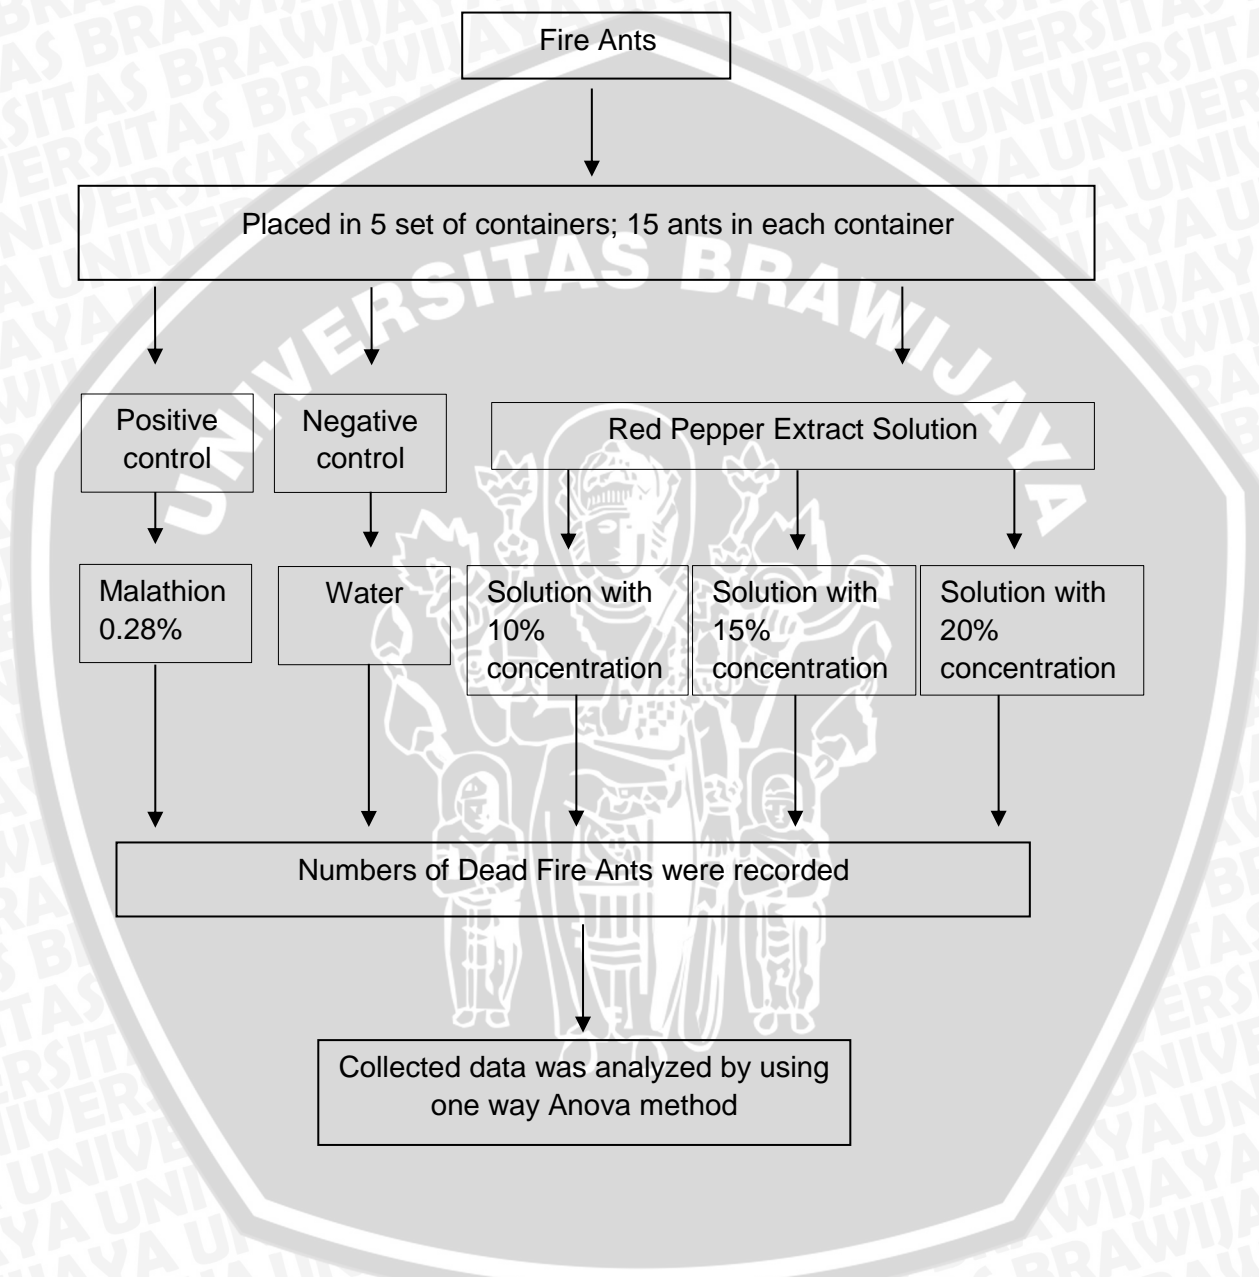 Fire Ants
Placed in 5 set of containers; 15 ants in each container
UNIVERSITAS BRAWIJAYA
Positive
control
Negative
control
Red Pepper Extract Solution
Malathion
0.28%
Water
Solution with
10%
concentration
Solution with
15%
concentration
Solution with
20%
concentration
Numbers of Dead Fire Ants were recorded
Collected data was analyzed by using
one way Anova method